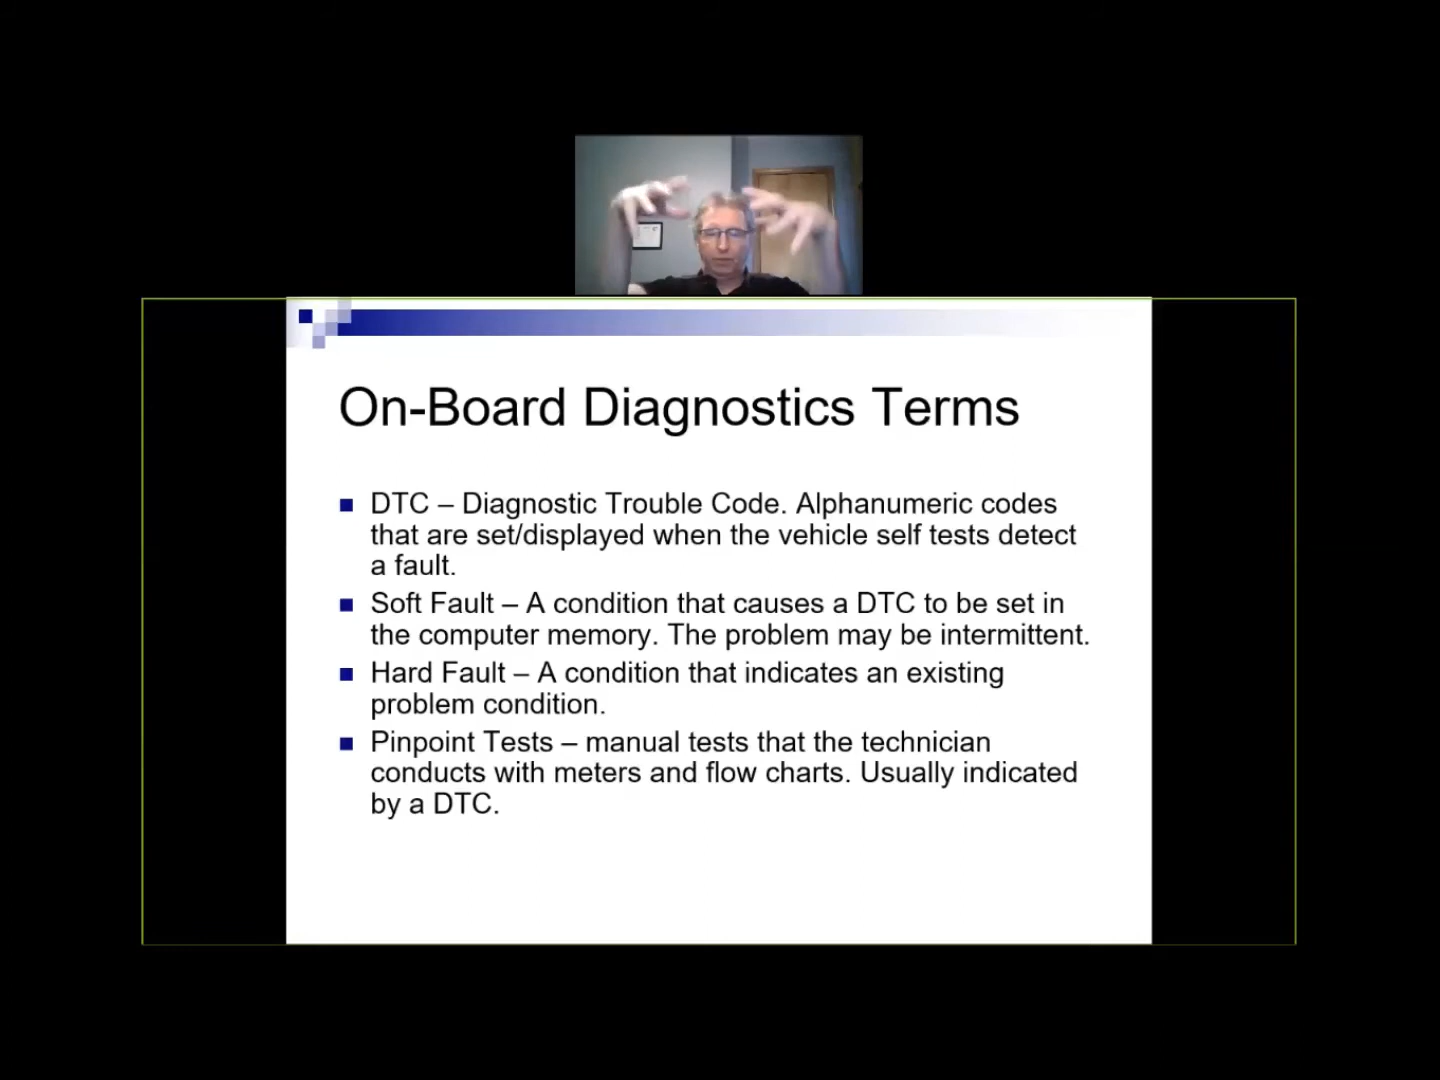 On-Board Diagnostics Terms
DTC – Diagnostic Trouble Code. Alphanumeric codes
that are set/displayed when the vehicle self tests detect
a fault.
Soft Fault – A condition that causes a DTC to be set in
the computer memory. The problem may be intermittent.
Hard Fault – A condition that indicates an existing
problem condition.
Pinpoint Tests – manual tests that the technician
conducts with meters and flow charts. Usually indicated
by a DTC.